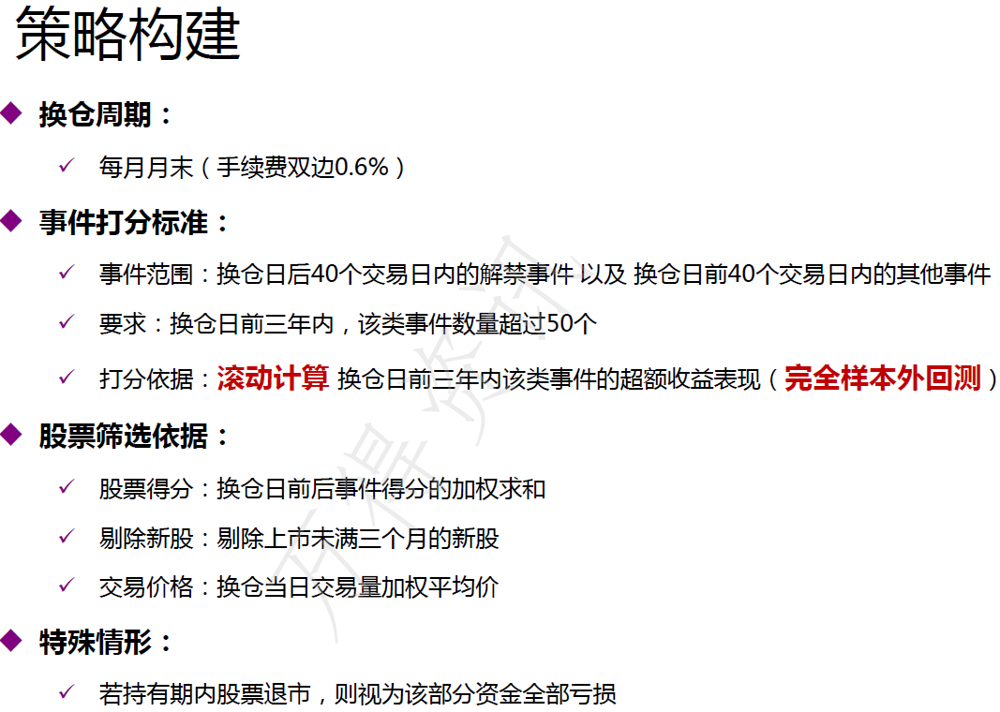 策略构建
换仓周期：
每月月末（手续费双边0.6%）
事件打分标准：
事件范围：换仓日后40个交易日内的解禁事件 以及 换仓日前40个交易日内的其他事件
要求：换仓日前三年内，该类事件数量超过50个
打分依据：滚动计算 换仓日前三年内该类事件的超额收益表现（完全样本外回测）
股票筛选依据：
股票得分：换仓日前后事件得分的加权求和
剔除新股：剔除上市未满三个月的新股
交易价格：换仓当日交易量加权平均价
特殊情形：
若持有期内股票退市，则视为该部分资金全部亏损
万得资讯